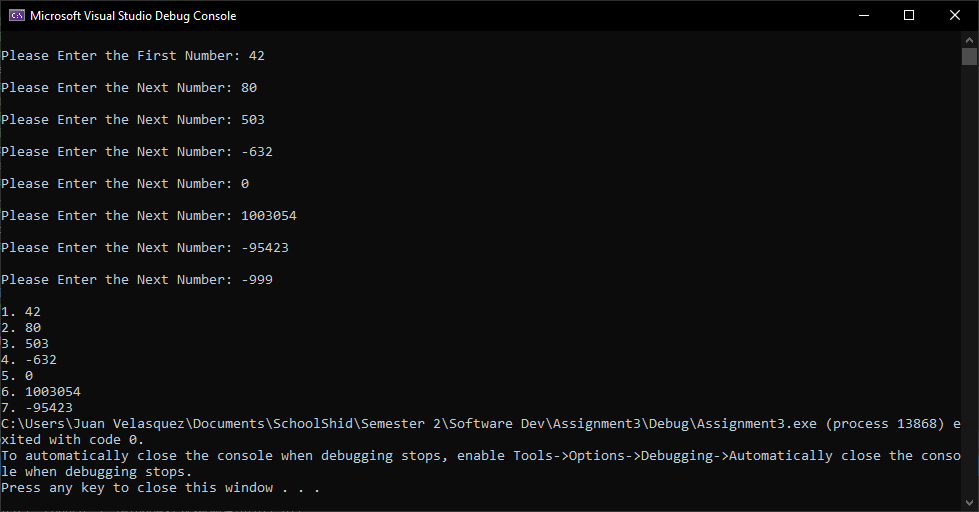 Microsoft Visual Studio Debug Console
Please Enter the First Number: 42
Please Enter the Next Number: 80
Please Enter the Next Number: 503
Please Enter the Next Number: -632
Please Enter the Next Number: 0
Please Enter the Next Number: 1003054
Please Enter the Next Number: -95423
Please Enter the Next Number: -999
1. 42
2. 80
3. 503
4. -632
5. 0
6. 1003054
7. -95423
C:\Users\Juan Velasquez\Documents\SchoolShid\Semester 2\Software Dev\Assignment3\Debug\Assignment3.exe (process 13868) e
xited with code 0.
To automatically close the console when debugging stops, enable Tools->Options->Debugging->Automatically close the conso
le when debugging stops.
Press any key to close this window . . .